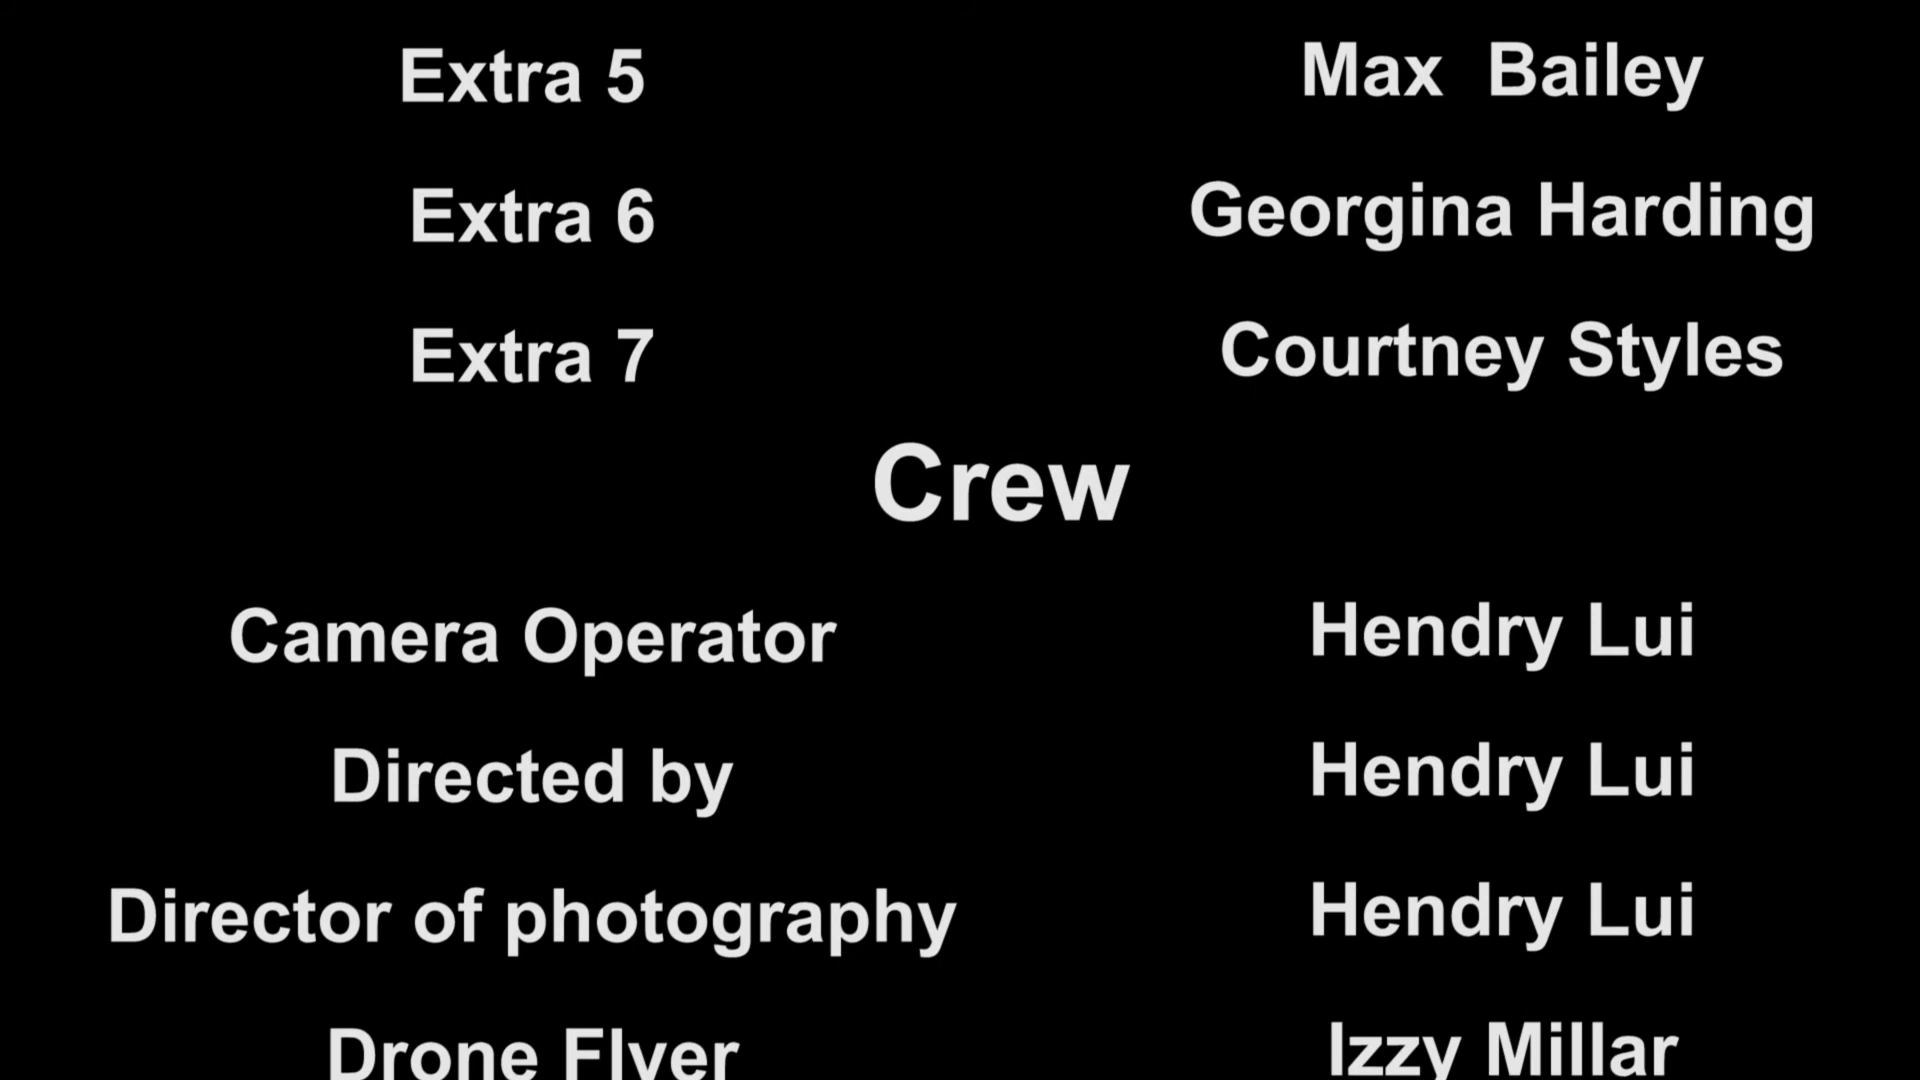 Extra 5 Max  Bailey
Extra 6 Georgina Harding
Extra 7 Courtney Styles
Crew
Camera Operator Hendry Lui
Directed by Hendry Lui
Director of photography Hendry Lui
Drone Flyer Izzy Millar